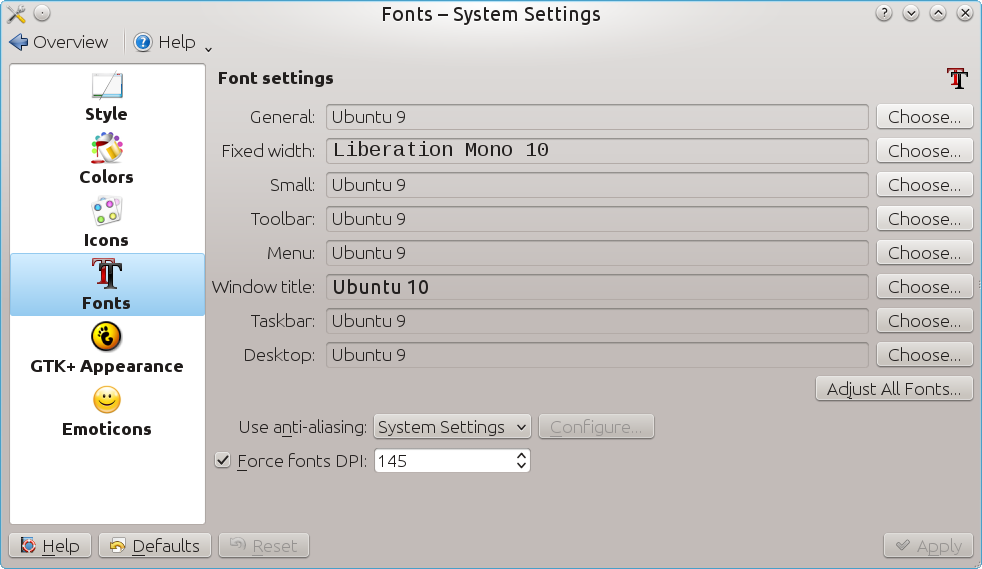 Fonts – System Settings
Overview Help
Style
Colors
Icons
Fonts
GTK+ Appearance
Emoticons
Font settings
General: Ubuntu 9 Choose...
Fixed width: Liberation Mono 10 Choose...
Small: Ubuntu 9 Choose...
Toolbar: Ubuntu 9 Choose...
Menu: Ubuntu 9 Choose...
Window title: Ubuntu 10 Choose...
Taskbar: Ubuntu 9 Choose...
Desktop: Ubuntu 9 Choose...
Adjust All Fonts...
Use anti-aliasing: System Settings Configure...
Force fonts DPI: 145
Help Defaults Reset Apply